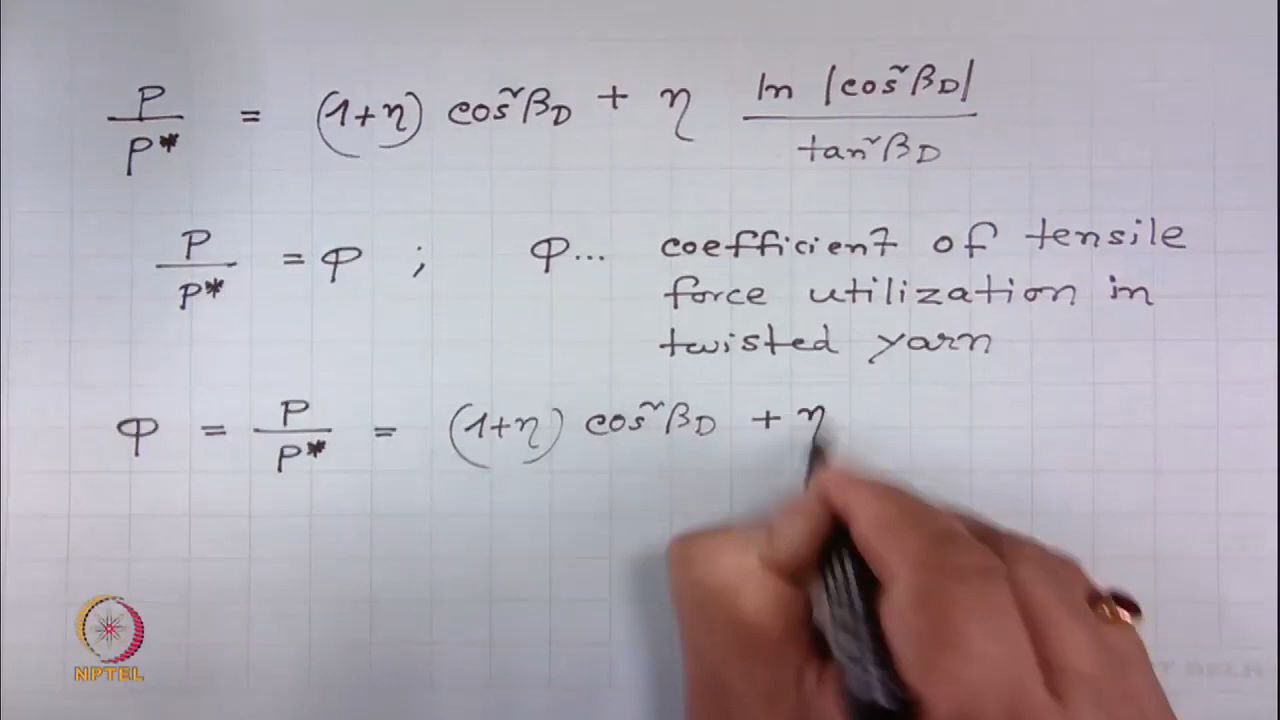 P/P* = (1+η) cos²β_D + η ln |cos²β_D| / tan²β_D
P/P* = φ ; φ... coefficient of tensile
force utilization in
twisted yarn
φ = P/P* = (1+η) cos²β_D + η
NPTEL